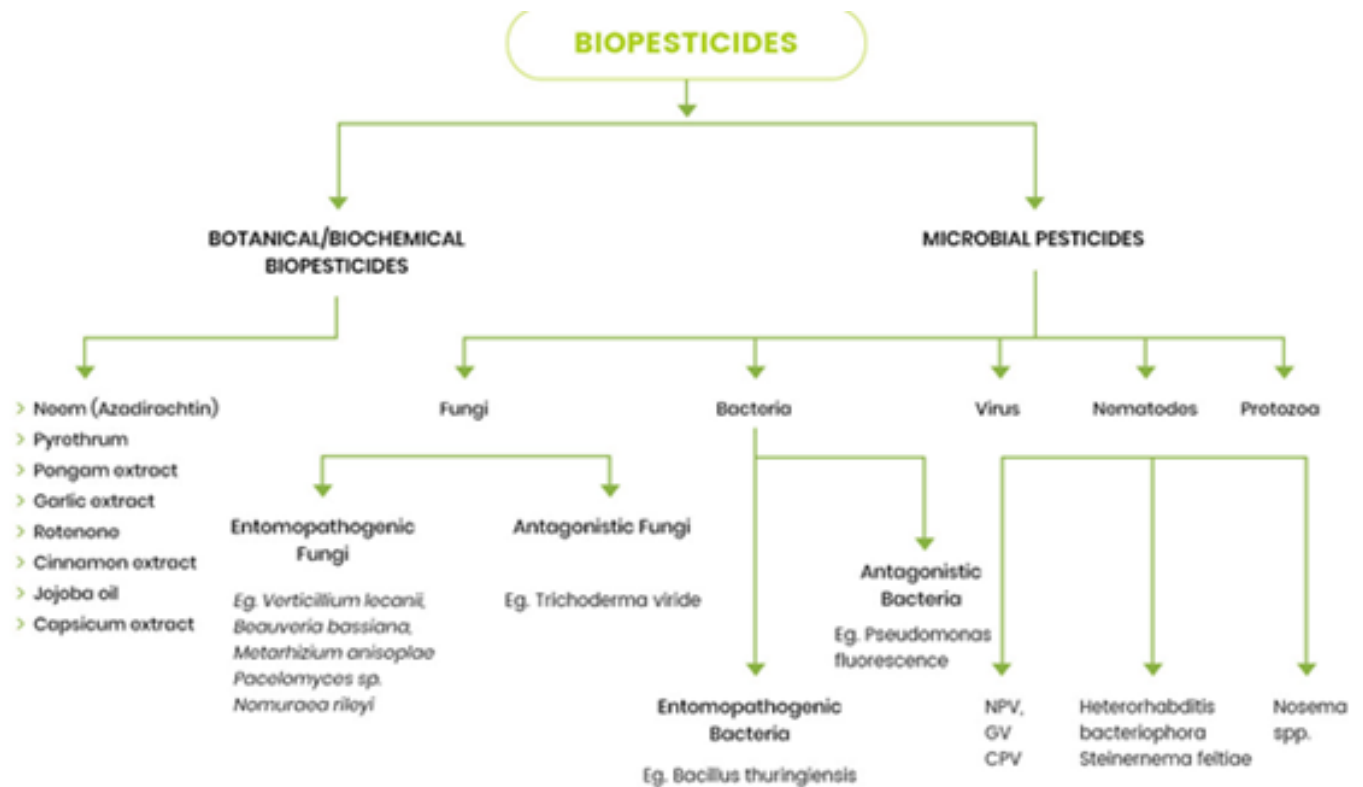 BIOPESTICIDES
BOTANICAL/BIOCHEMICAL
BIOPESTICIDES
MICROBIAL PESTICIDES
> Neem (Azadirachtin)
> Pyrethrum
> Pongam extract
> Garlic extract
> Rotenone
> Cinnamon extract
> Jojoba oil
> Capsicum extract
Fungi
Bacteria
Virus
Nematodes
Protozoa
Entomopathogenic
Fungi
Eg. Verticillium lecanii,
Beauveria bassiana,
Metarhizium anisoplae
Pacelomyces sp.
Nomuraea rileyi
Antagonistic Fungi
Eg. Trichoderma viride
Entomopathogenic
Bacteria
Eg. Bacillus thuringiensis
Antagonistic
Bacteria
Eg. Pseudomonas
fluorescence
NPV,
GV
CPV
Heterorhabditis
bacteriophora
Steinernema feltiae
Nosema
spp.